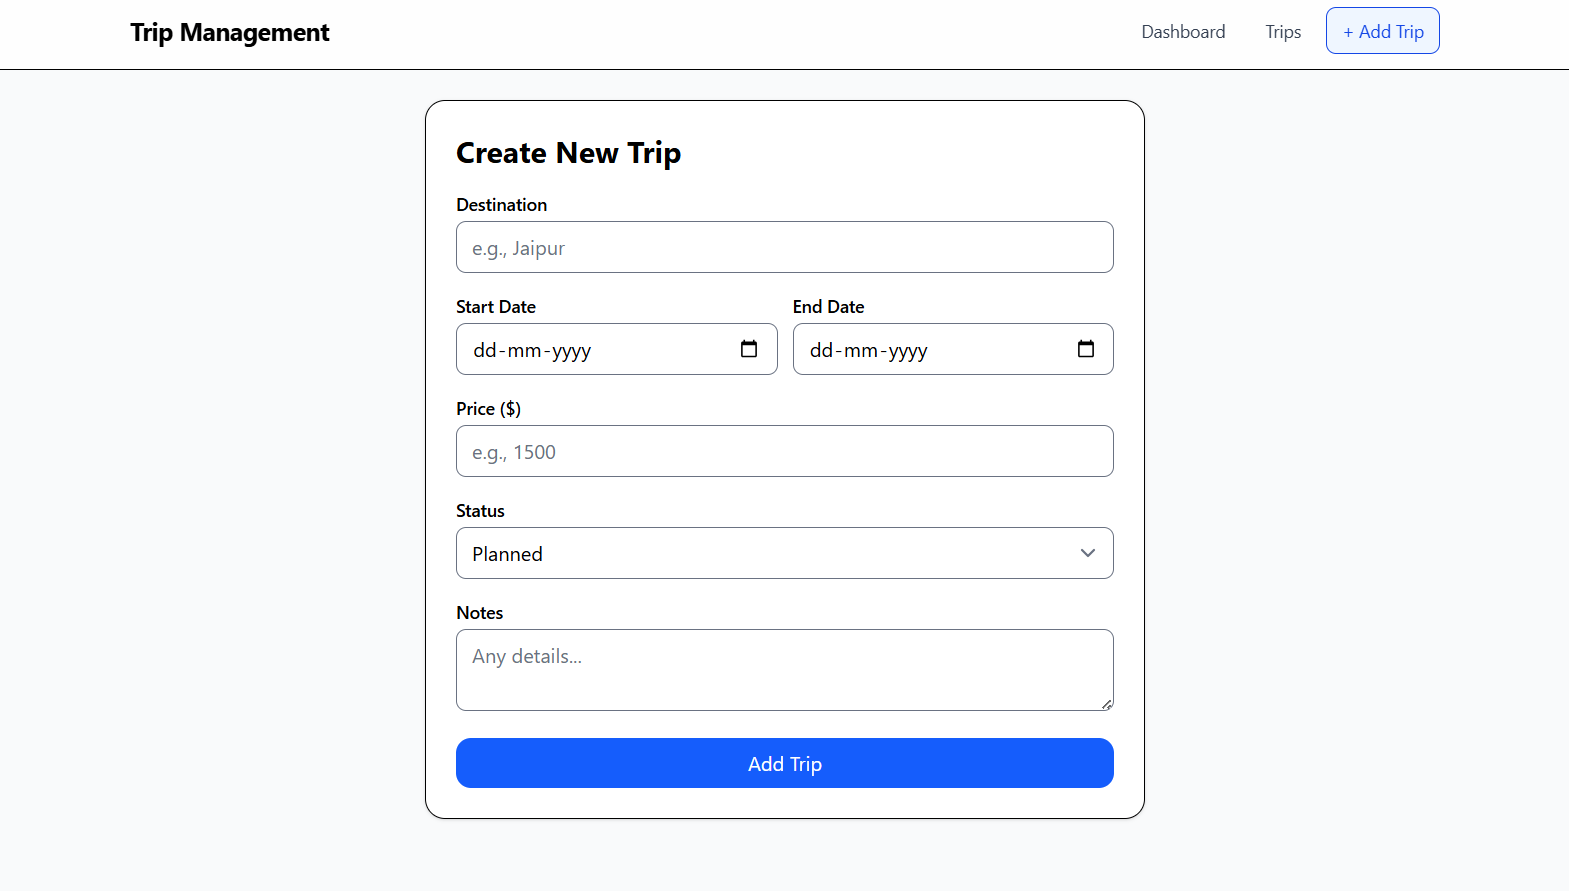 Trip Management
Dashboard
Trips
+ Add Trip
Create New Trip
Destination
e.g., Jaipur
Start Date
End Date
dd-mm-yyyy
dd-mm-yyyy
Price ($)
e.g., 1500
Status
Planned
Notes
Any details...
Add Trip